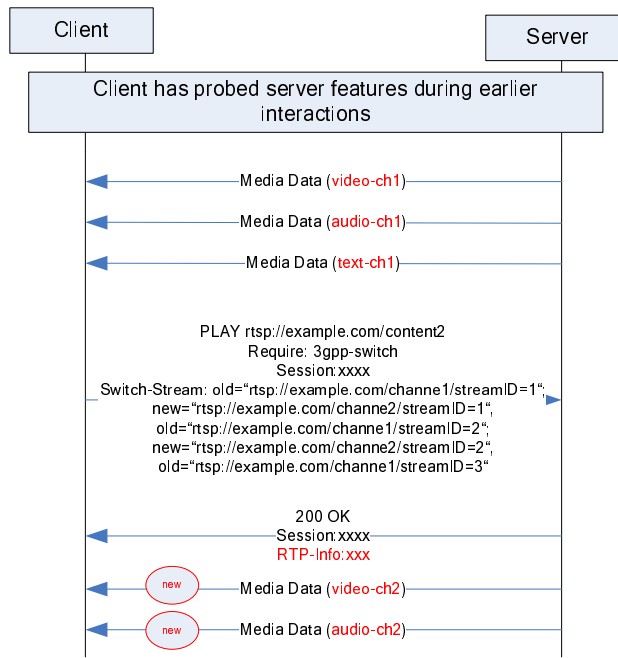 Client
Server
Client has probed server features during earlier
interactions
Media Data (video-ch1)
Media Data (audio-ch1)
Media Data (text-ch1)
PLAY rtsp://example.com/content2
Require: 3gpp-switch
Session:xxxx
Switch-Stream: old=“rtsp://example.com/channe1/streamID=1“;
new=“rtsp://example.com/channe2/streamID=1“,
old=“rtsp://example.com/channe1/streamID=2“;
new=“rtsp://example.com/channe2/streamID=2“,
old=“rtsp://example.com/channe1/streamID=3“
200 OK
Session:xxxx
RTP-Info:xxx
new
Media Data (video-ch2)
new
Media Data (audio-ch2)